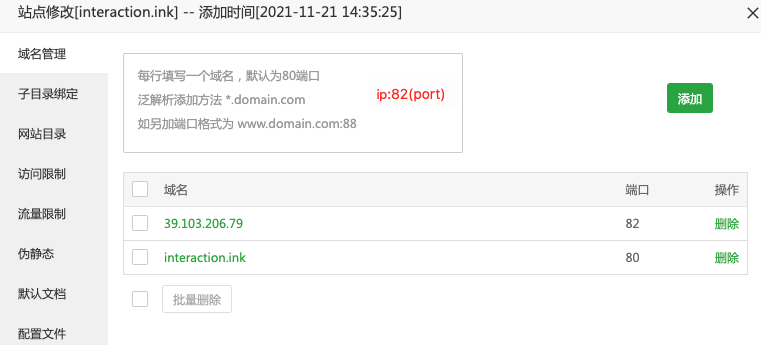 站点修改[interaction.ink] -- 添加时间[2021-11-21 14:35:25]
域名管理
子目录绑定
网站目录
访问限制
流量限制
伪静态
默认文档
配置文件
每行填写一个域名，默认为80端口
泛解析添加方法 *.domain.com
如另加端口格式为 www.domain.com:88
ip:82(port)
添加
域名 端口 操作
39.103.206.79 82 删除
interaction.ink 80 删除
批量删除